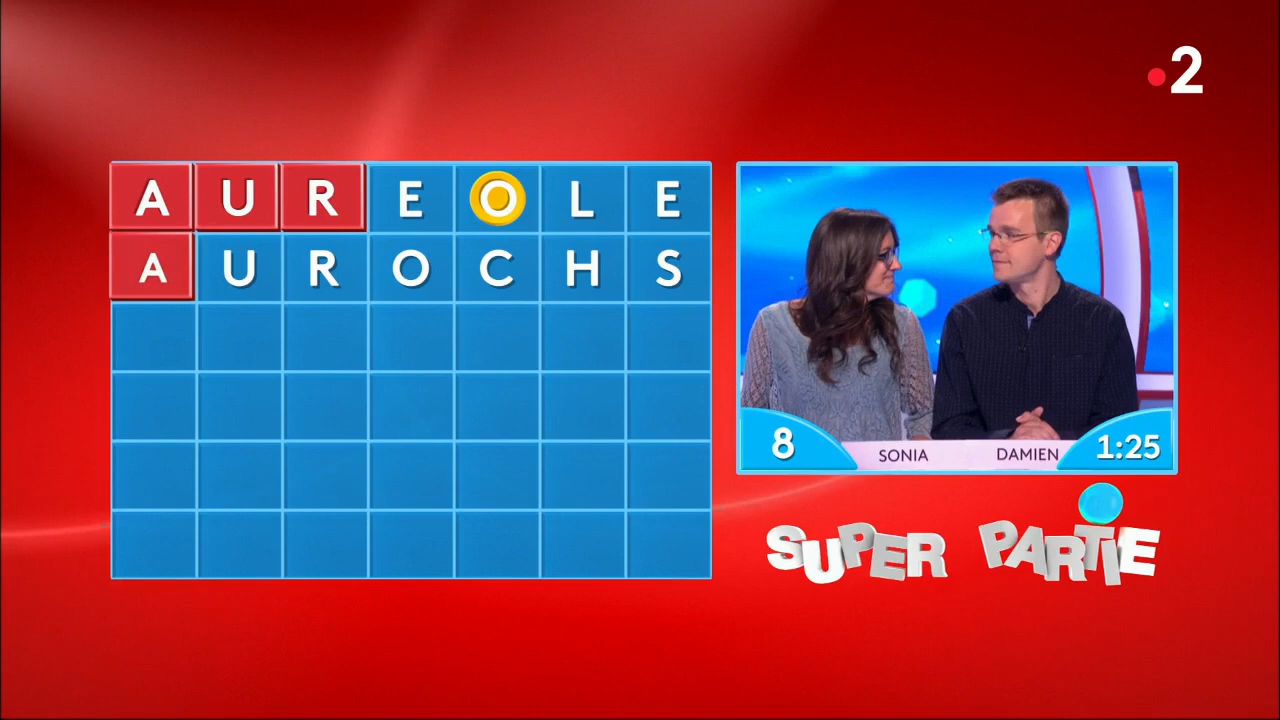 2
AUREOLE
AUROCHS
8
SONIA
DAMIEN
1:25
SUPER PARTIE